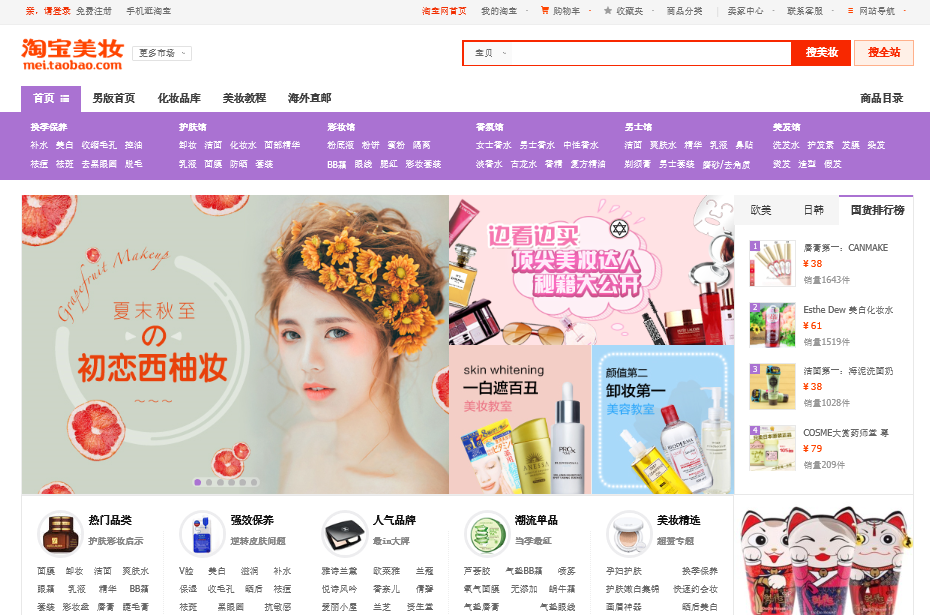 亲，请登录 免费注册 手机逛淘宝 淘宝网首页 我的淘宝 购物车 收藏夹 商品分类 卖家中心 联系客服 网站导航
淘宝美妆
mei.taobao.com
更多市场
宝贝
搜美妆
搜全站
首页 男版首页 化妆品库 美妆教程 海外直邮 商品目录
换季保养 护肤馆 彩妆馆 香氛馆 男士馆 美发馆
补水 美白 收缩毛孔 控油 卸妆 洁面 化妆水 面部精华 粉底液 粉饼 蜜粉 隔离 女士香水 男士香水 中性香水 洁面 爽肤水 精华 乳液 鼻贴 洗发水 护发素 发膜 染发
祛痘 祛斑 去黑眼圈 脱毛 乳液 面膜 防晒 套装 BB霜 眼线 腮红 彩妆套装 淡香水 古龙水 香精 复方精油 剃须膏 男士套装 磨砂/去角质 烫发 造型 假发
Grapefruit Makeup
夏末秋至
の
初恋西柚妆
边看边买
顶尖美妆达人
秘籍大公开
skin whitening
一白遮百丑
美妆教室
颜值第二
卸妆第一
美容教室
欧美 日韩 国货排行榜
1
唇膏第一：CANMAKE
¥ 38
销量1643件
2
Esthe Dew 美白化妆水
¥ 61
销量1519件
3
洁面第一：海泥洗面奶
¥ 38
销量1028件
4
COSME大赏药师堂 尊
¥ 79
销量209件
热门品类
护肤彩妆启示
面膜 卸妆 洁面 爽肤水
眼霜 乳液 精华 BB霜
套装 彩妆盘 唇膏 睫毛膏
强效保养
逆转皮肤问题
V脸 美白 滋润 补水
保湿 收毛孔 晒后 祛痘
祛斑 黑眼圈 抗敏感
人气品牌
最in大牌
雅诗兰黛 欧莱雅 兰蔻
悦诗风吟 香奈儿 倩碧
爱丽小屋 兰芝 资生堂
潮流单品
当季最红
芦荟胶 气垫BB霜 喷雾
氧气面膜 无添加 蜗牛霜
气垫唇膏 气垫眼线
美妆精选
超赞专题
孕妇护肤 换季保养
护肤嫩白集锦 快速约会妆
画眉神器 晒后美白